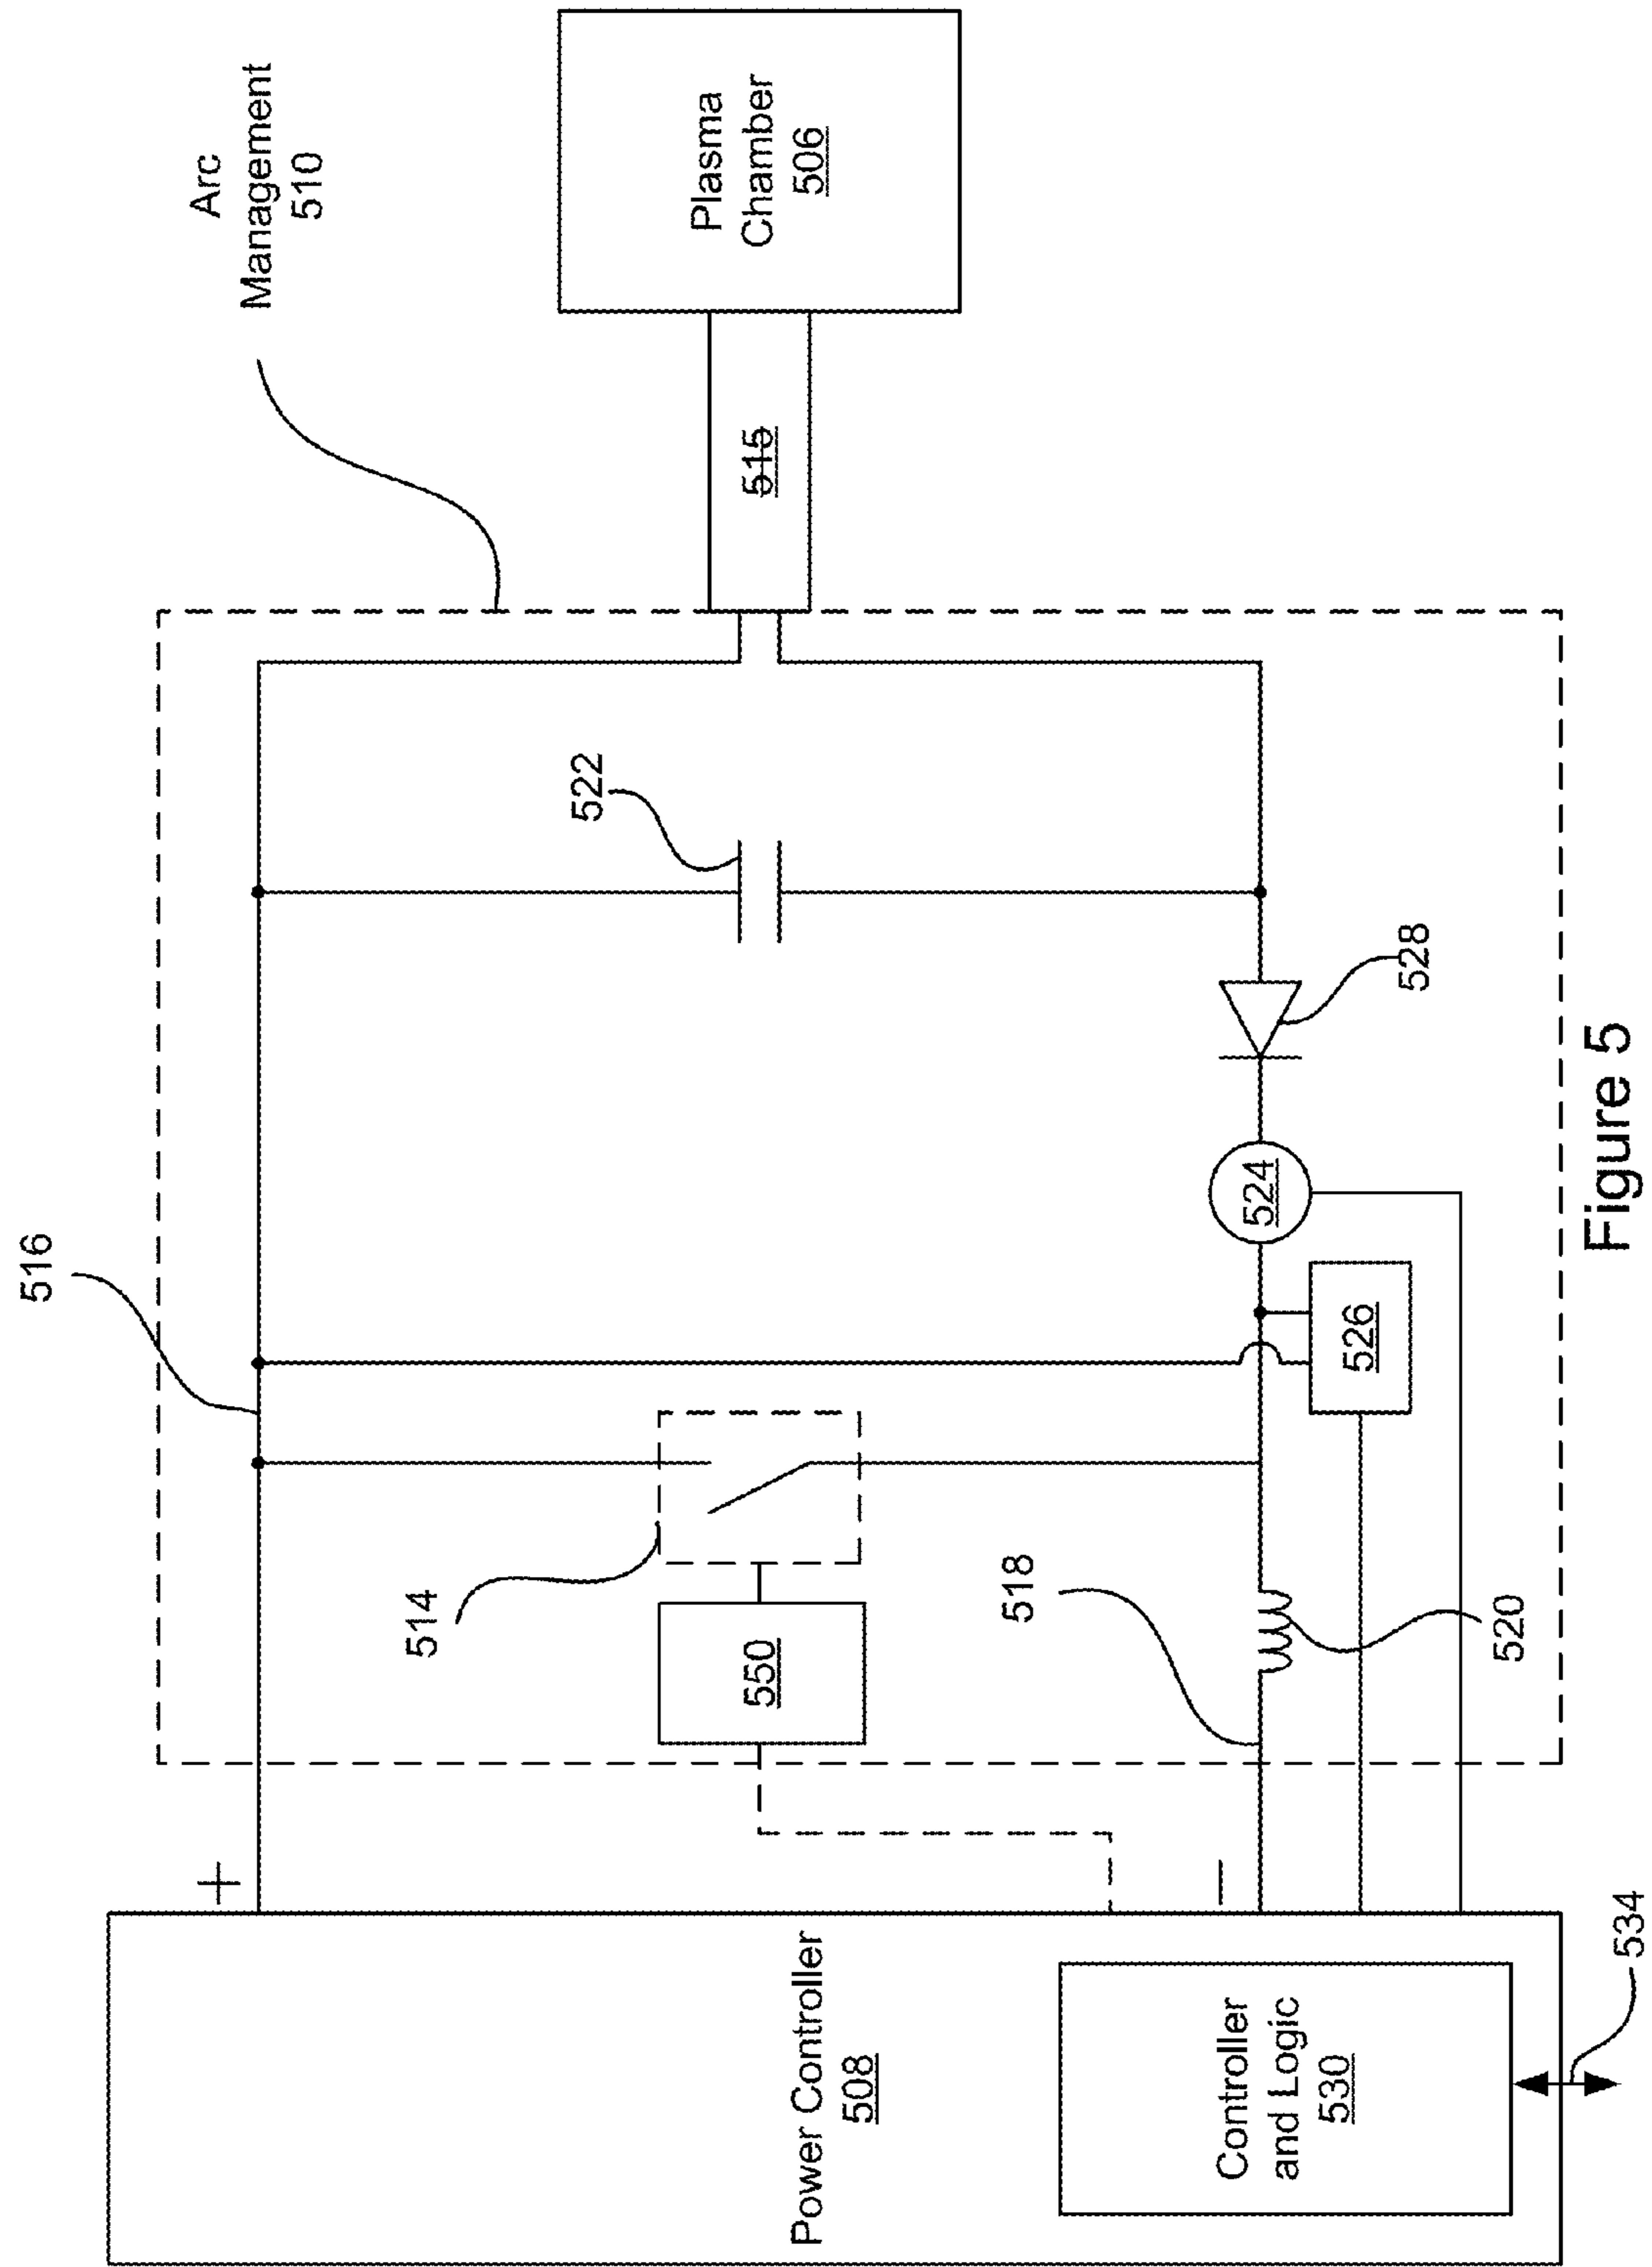 Arc
Management
510
Plasma
Chamber
506
515
522
516
528
524
526
514
550
518
520
+
–
Power Controller
508
Controller
and Logic
530
534
Figure 5